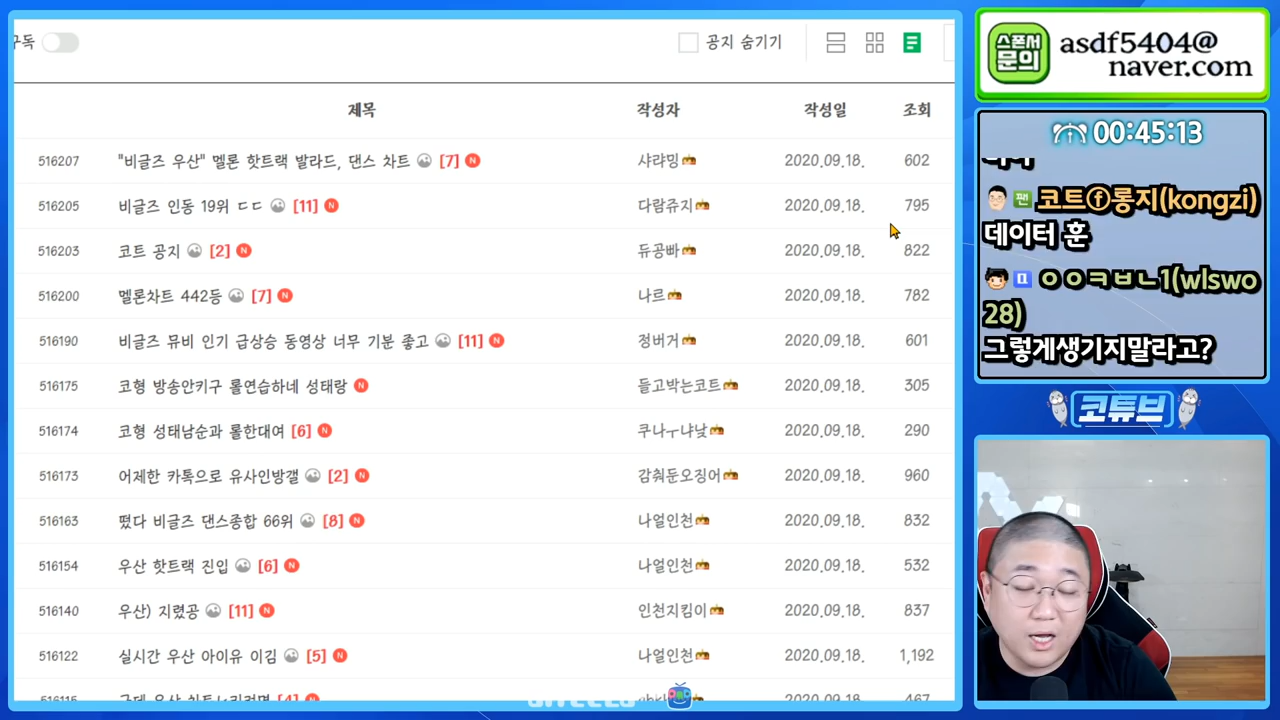 구독
공지 숨기기
제목 작성자 작성일 조회
516207 "비글즈 우산" 멜론 핫트랙 발라드, 댄스 차트 [7] N 샤랴밍 2020.09.18. 602
516205 비글즈 인동 19위 ㄷㄷ [11] N 다람쥬지 2020.09.18. 795
516203 코트 공지 [2] N 듀공빠 2020.09.18. 822
516200 멜론차트 442등 [7] N 나르 2020.09.18. 782
516190 비글즈 뮤비 인기 급상승 동영상 너무 기분 좋고 [11] N 정버거 2020.09.18. 601
516175 코형 방송안키구 롤연습하네 성태랑 N 들고박는코트 2020.09.18. 305
516174 코형 성태남순과 롤한대여 [6] N 쿠나ㅜ냐낮 2020.09.18. 290
516173 어제한 카톡으로 유사인방갤 [2] N 감춰둔오징어 2020.09.18. 960
516163 떴다 비글즈 댄스종합 66위 [8] N 나얼인천 2020.09.18. 832
516154 우산 핫트랙 진입 [6] N 나얼인천 2020.09.18. 532
516140 우산) 지렸공 [11] N 인천지킴이 2020.09.18. 837
516122 실시간 우산 아이유 이김 [5] N 나얼인천 2020.09.18. 1,192
스폰서
문의
asdf5404@
naver.com
00:45:13
팬 코트ⓕ롱지(kongzi)
데이터 훈
ㅇㅇㅋㅂㄴ1(wlswo
28)
그렇게생기지말라고?
코튜브